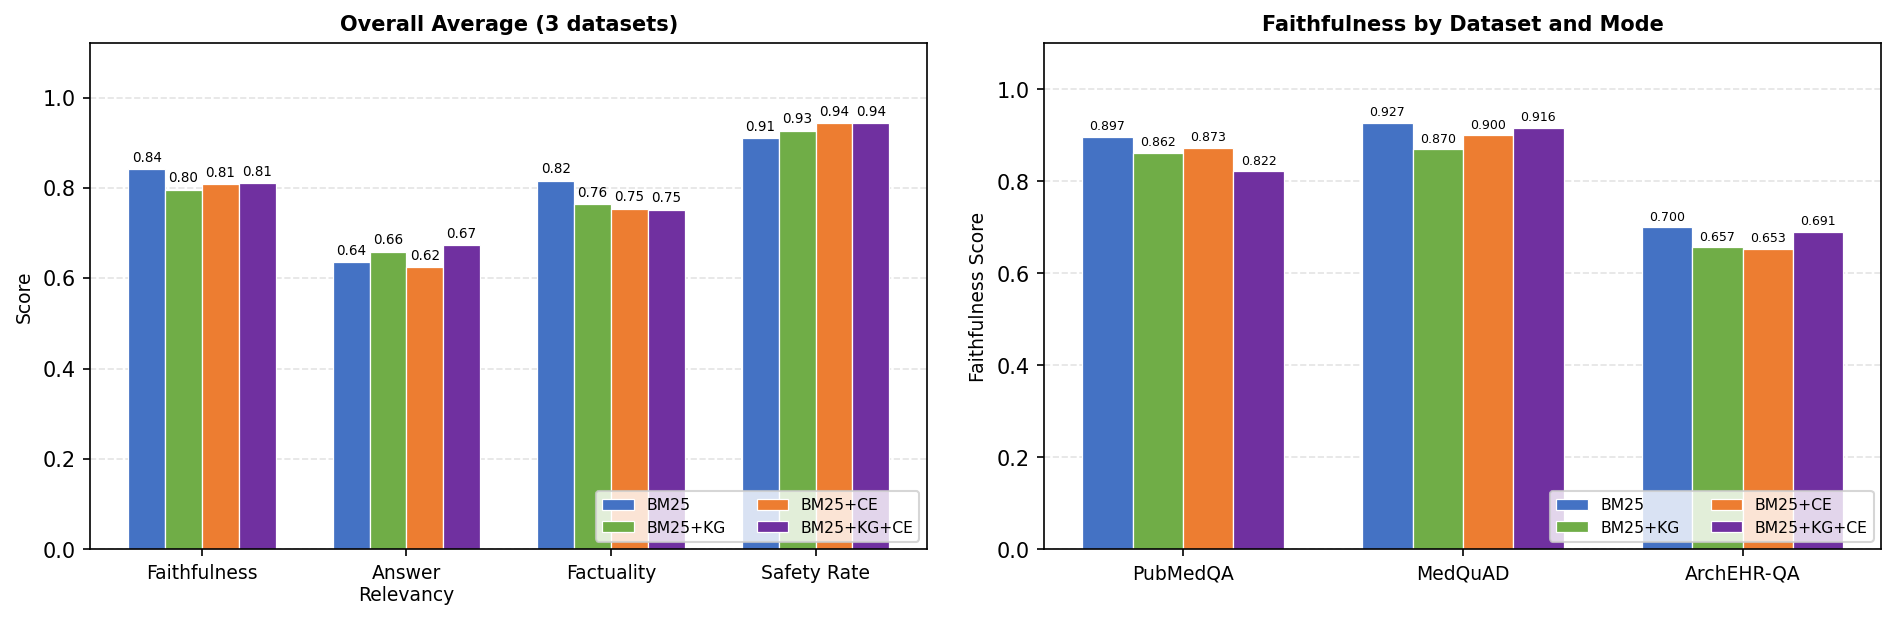 Overall Average (3 datasets)
Score
1.0
0.8
0.6
0.4
0.2
0.0
0.84
0.80
0.81
0.81
0.64
0.66
0.62
0.67
0.82
0.76
0.75
0.75
0.91
0.93
0.94
0.94
BM25
BM25+KG
BM25+CE
BM25+KG+CE
Faithfulness
Answer
Relevancy
Factuality
Safety Rate
Faithfulness by Dataset and Mode
Faithfulness Score
1.0
0.8
0.6
0.4
0.2
0.0
0.897
0.862
0.873
0.822
0.927
0.870
0.900
0.916
0.700
0.657
0.653
0.691
BM25
BM25+KG
BM25+CE
BM25+KG+CE
PubMedQA
MedQuAD
ArchEHR-QA